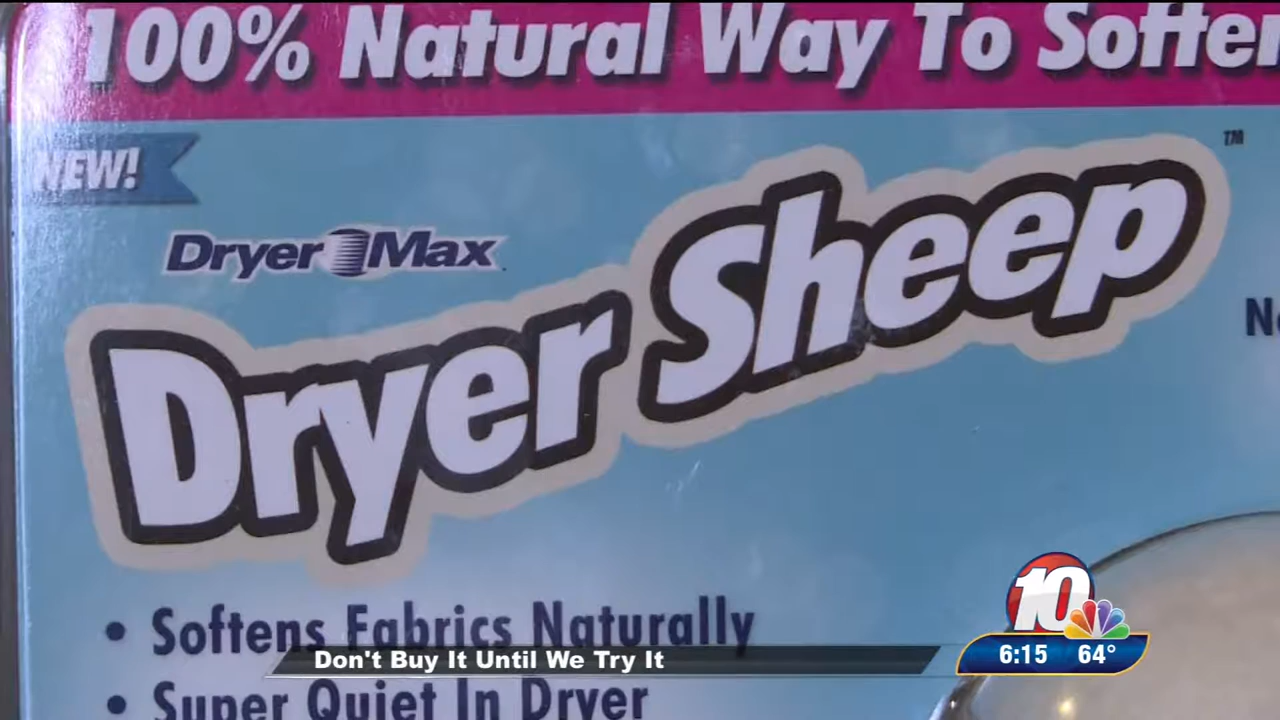 100% Natural Way To Soften
NEW!
TM
Dryer Max
Dryer Sheep
• Softens Fabrics Naturally
• Super Quiet In Dryer
Don't Buy It Until We Try It
10
6:15 64°